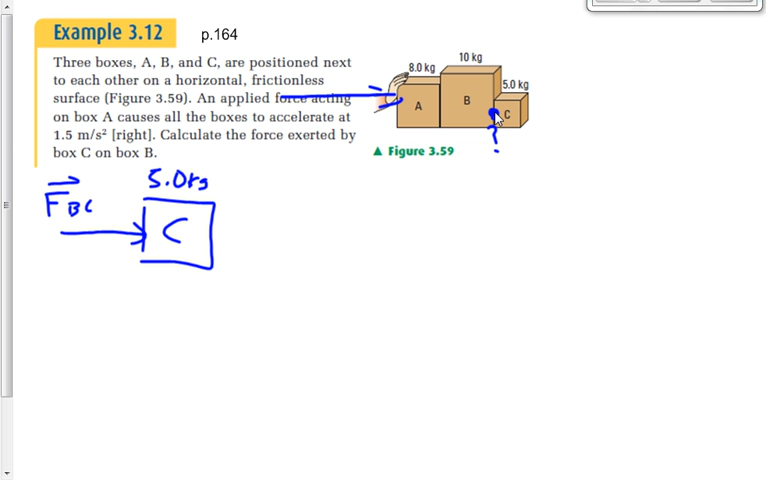 Example 3.12
p.164
Three boxes, A, B, and C, are positioned next
to each other on a horizontal, frictionless
surface (Figure 3.59). An applied force acting
on box A causes all the boxes to accelerate at
1.5 m/s² [right]. Calculate the force exerted by
box C on box B.
8.0 kg
10 kg
5.0 kg
A
B
C
?
▲ Figure 3.59
F BC
5.0 kg
C